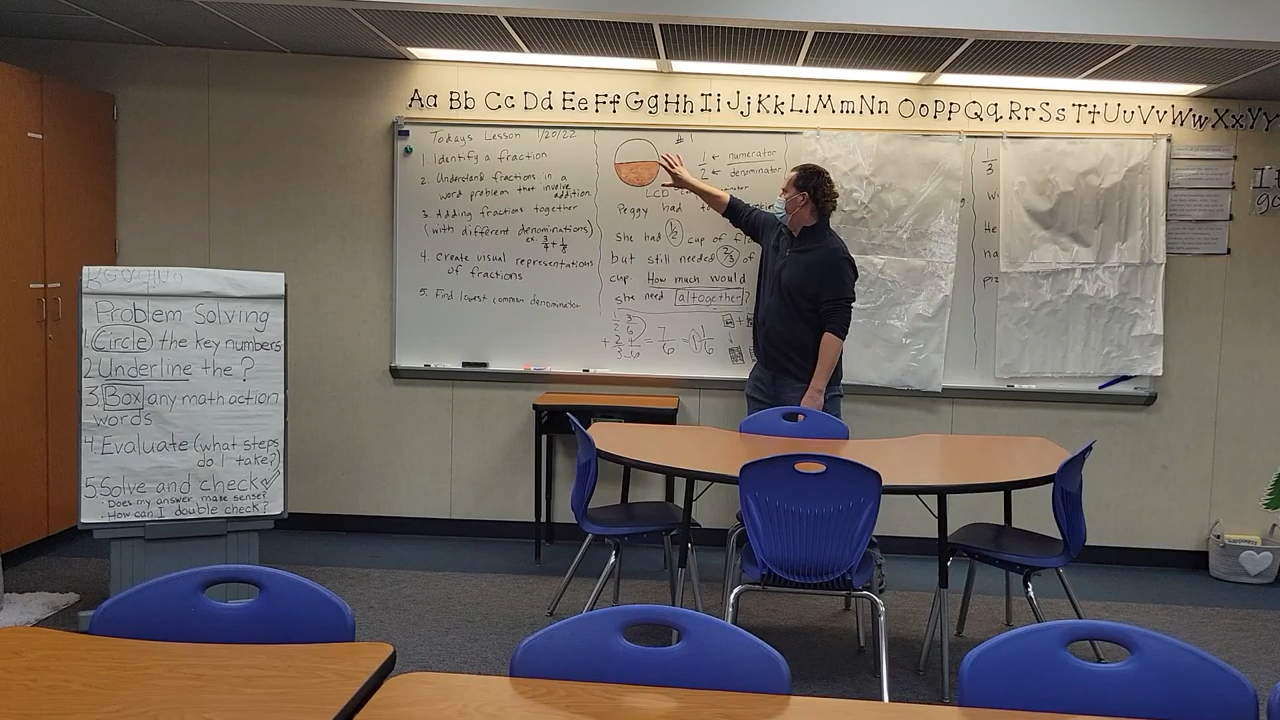 Aa Bb Cc Dd Ee Ff Gg Hh Ii Jj Kk Ll Mm Nn Oo Pp Qq Rr Ss Tt Uu Vv Ww Xx Yy
Todays Lesson 1/20/22
1. Identify a fraction
2. Understand fractions in a
word problem that involve
addition.
3. Adding fractions together
(with different denominations)
ex. 3/4 + 1/8
4. Create visual representations
of fractions
5. Find lowest common denominator
# 1
1/2 ← numerator
← denominator
LCD
Peggy had
She had 1/2 cup of
but still needed 2/3 of
cup. How much would
she need altogether?
1/2 3/6
+ 2/3 4/6 = 7/6 = 1 1/6
1/3
He
ha
Problem Solving
1. Circle the key numbers
2. Underline the ?
3. Box any math action
words
4. Evaluate (what steps
do I take?)
5. Solve and check ✓
· Does my answer make sense?
· How can I double check?